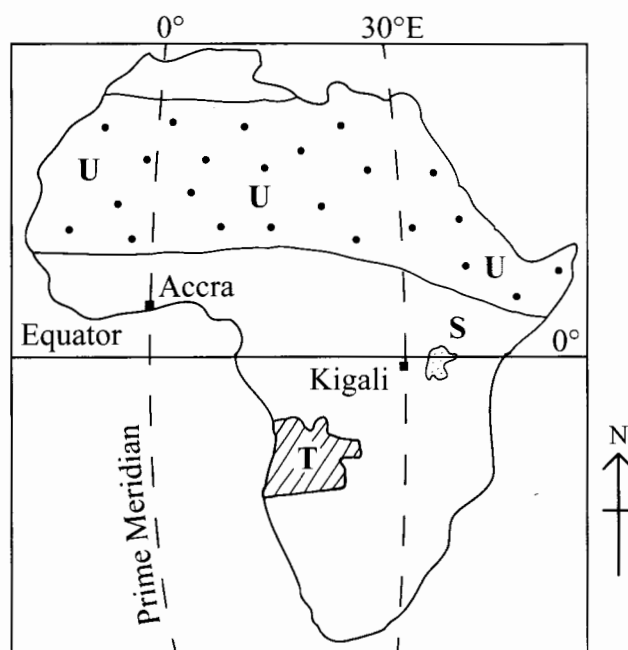 0° 30°E
U
U
U
Accra
S
Equator
0°
Kigali
N
T
Prime Meridian